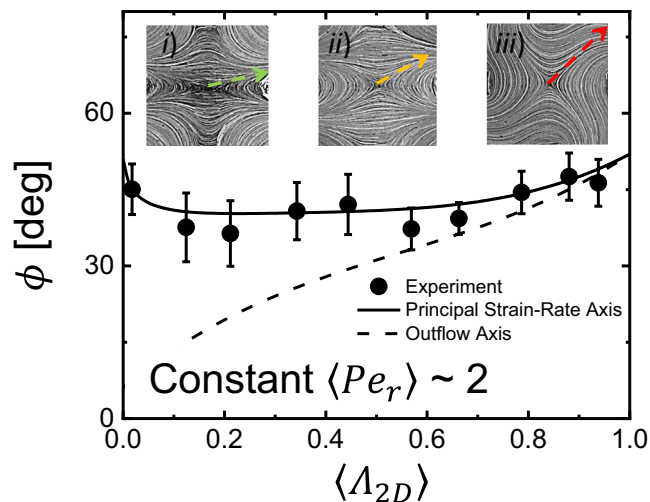 i) ii) iii)
60
30
0
ϕ [deg]
Experiment
Principal Strain-Rate Axis
Outflow Axis
Constant ⟨Pe_r⟩ ~ 2
0.0 0.2 0.4 0.6 0.8 1.0
⟨Λ_2D⟩